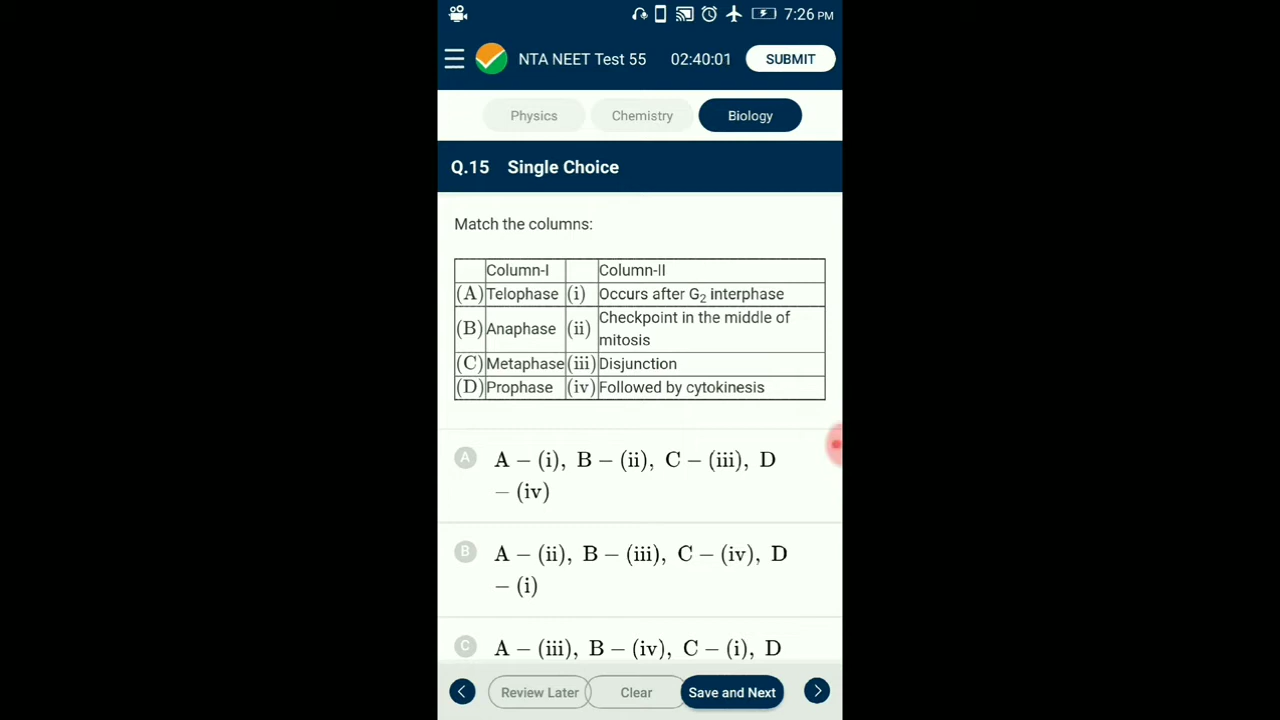 7:26 PM
NTA NEET Test 55 02:40:01 SUBMIT
Physics Chemistry Biology
Q.15 Single Choice
Match the columns:
Column-I Column-II
(A) Telophase (i) Occurs after G₂ interphase
(B) Anaphase (ii) Checkpoint in the middle of
mitosis
(C) Metaphase (iii) Disjunction
(D) Prophase (iv) Followed by cytokinesis
A A – (i), B – (ii), C – (iii), D
– (iv)
B A – (ii), B – (iii), C – (iv), D
– (i)
C A – (iii), B – (iv), C – (i), D
Review Later Clear Save and Next